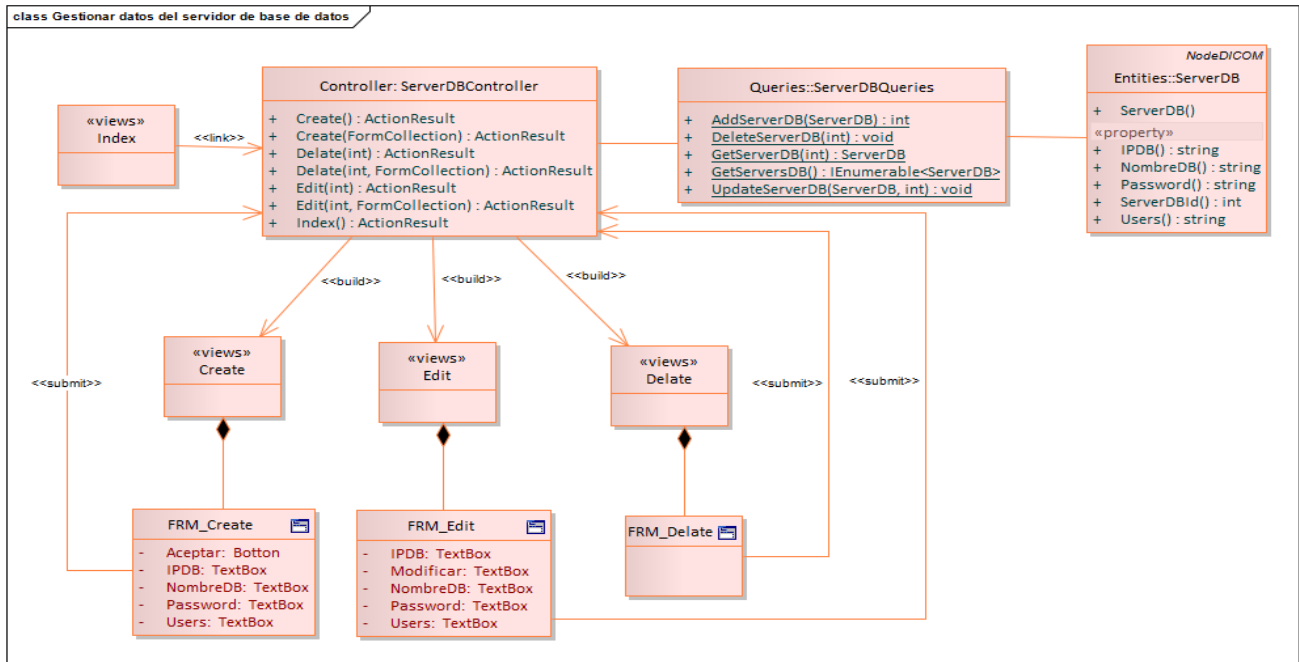 class Gestionar datos del servidor de base de datos
«views»
Index
<<link>>
Controller: ServerDBController
+ Create() : ActionResult
+ Create(FormCollection) : ActionResult
+ Delate(int) : ActionResult
+ Delate(int, FormCollection) : ActionResult
+ Edit(int) : ActionResult
+ Edit(int, FormCollection) : ActionResult
+ Index() : ActionResult
Queries::ServerDBQueries
+ AddServerDB(ServerDB) : int
+ DeleteServerDB(int) : void
+ GetServerDB(int) : ServerDB
+ GetServersDB() : IEnumerable<ServerDB>
+ UpdateServerDB(ServerDB, int) : void
NodeDICOM
Entities::ServerDB
+ ServerDB()
«property»
+ IPDB() : string
+ NombreDB() : string
+ Password() : string
+ ServerDBId() : int
+ Users() : string
<<build>>
<<build>>
<<build>>
«views»
Create
«views»
Edit
«views»
Delate
<<submit>>
<<submit>>
<<submit>>
FRM_Create
- Aceptar: Botton
- IPDB: TextBox
- NombreDB: TextBox
- Password: TextBox
- Users: TextBox
FRM_Edit
- IPDB: TextBox
- Modificar: TextBox
- NombreDB: TextBox
- Password: TextBox
- Users: TextBox
FRM_Delate